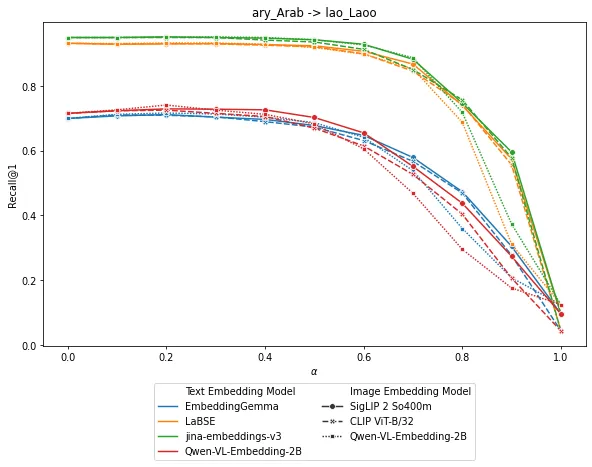 ary_Arab -> lao_Laoo
Recall@1
0.8
0.6
0.4
0.2
0.0
0.0 0.2 0.4 0.6 0.8 1.0
α
Text Embedding Model
EmbeddingGemma
LaBSE
jina-embeddings-v3
Qwen-VL-Embedding-2B
Image Embedding Model
SigLIP 2 So400m
CLIP ViT-B/32
Qwen-VL-Embedding-2B